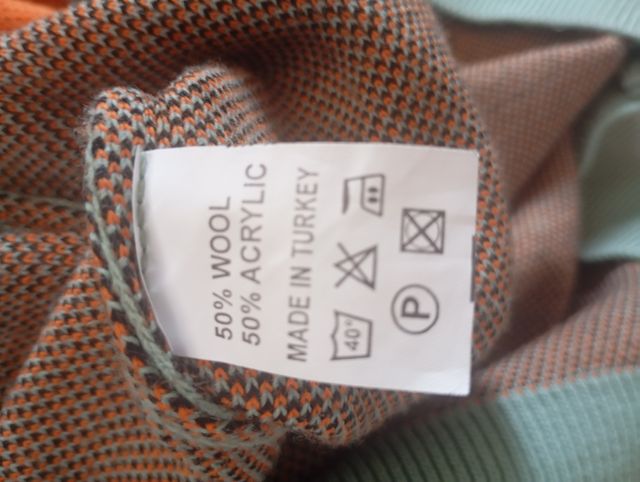 50% WOOL
50% ACRYLIC
MADE IN TURKEY
40°
P